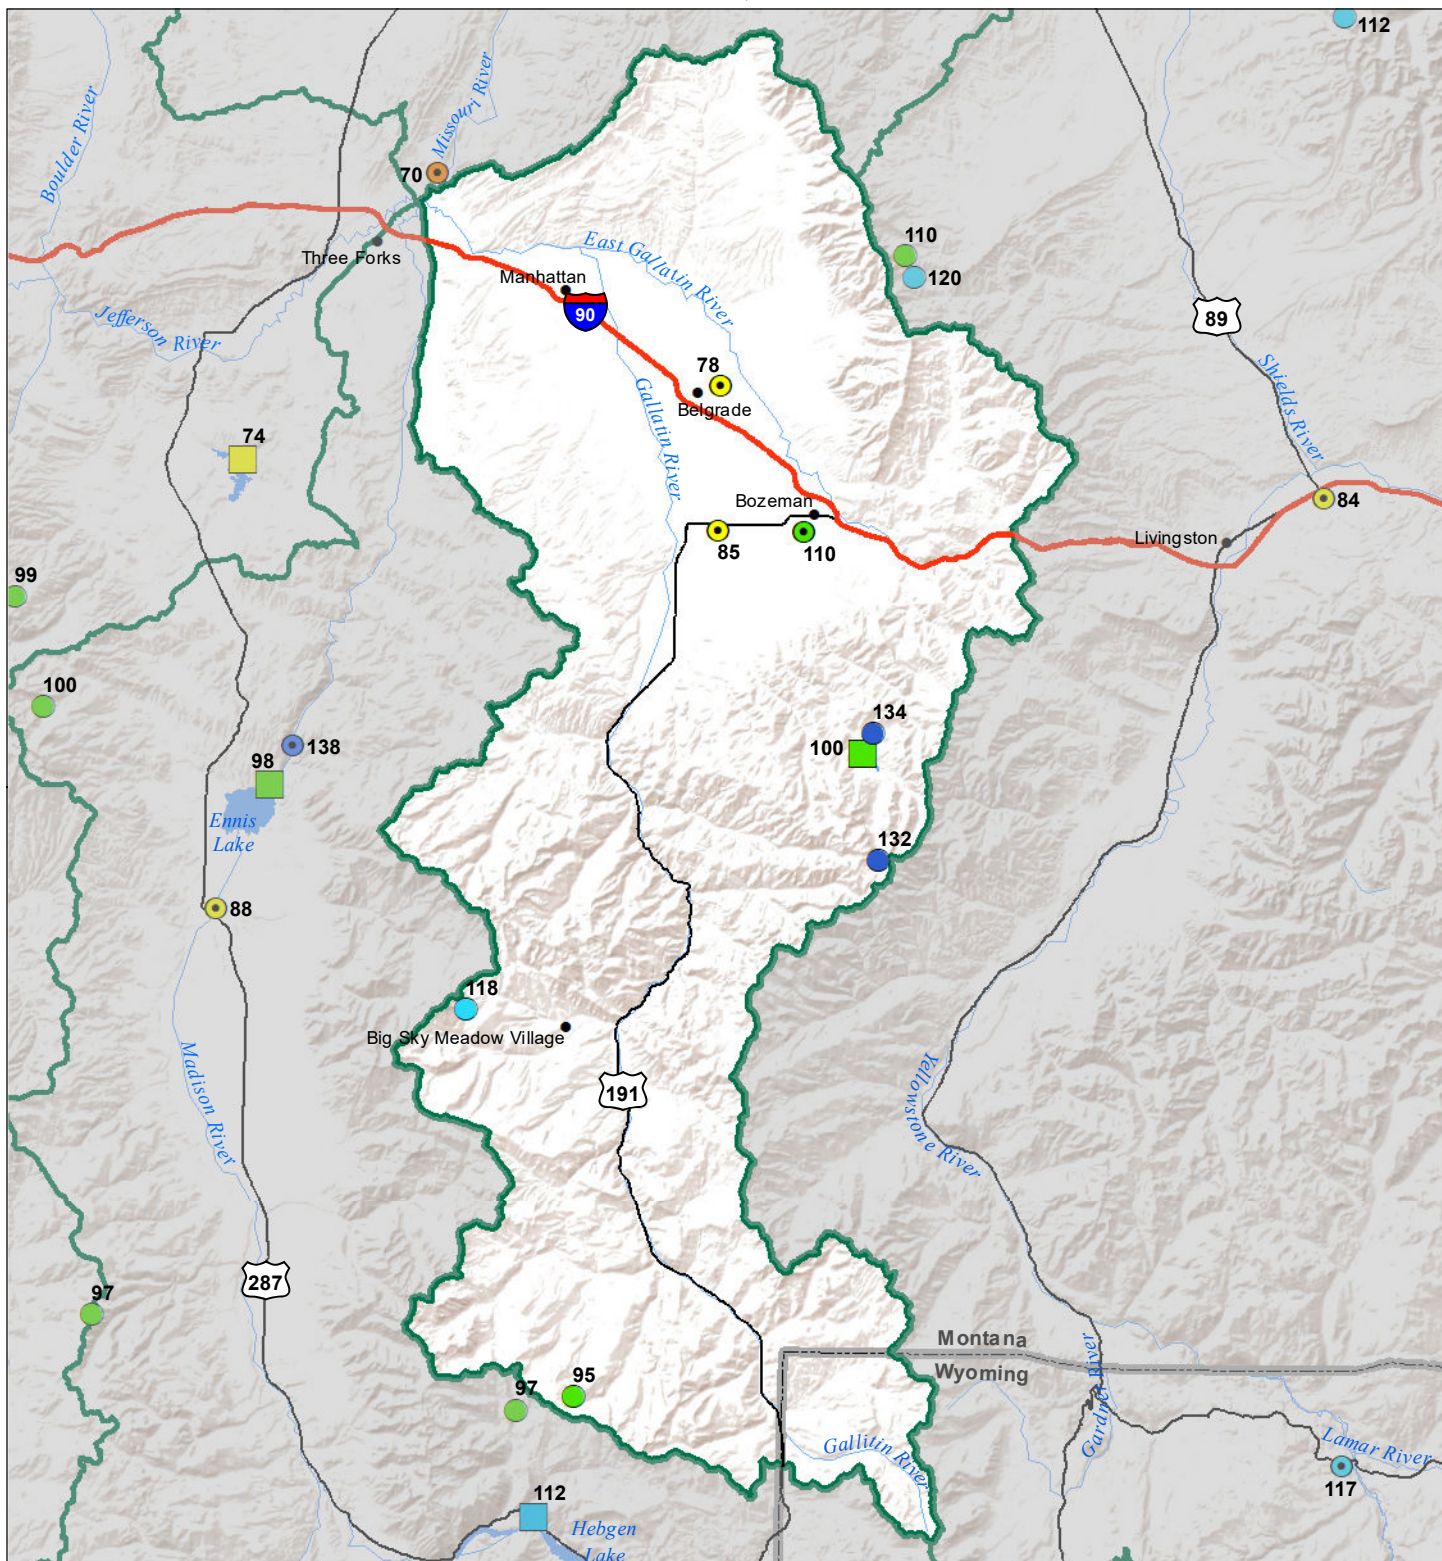 112
Missouri River
Boulder River
70
110
Three Forks
East Gallatin River
Manhattan
120
90
89
Jefferson River
78
Belgrade
Shields River
Gallatin River
74
Bozeman
84
85
110
Livingston
99
100
134
138
100
98
Ennis
Lake
132
88
118
Big Sky Meadow Village
Madison River
191
Yellowstone River
287
97
Montana
Wyoming
Gardner River
95
97
Gallitin River
Lamar River
117
112
Hebgen
Lake